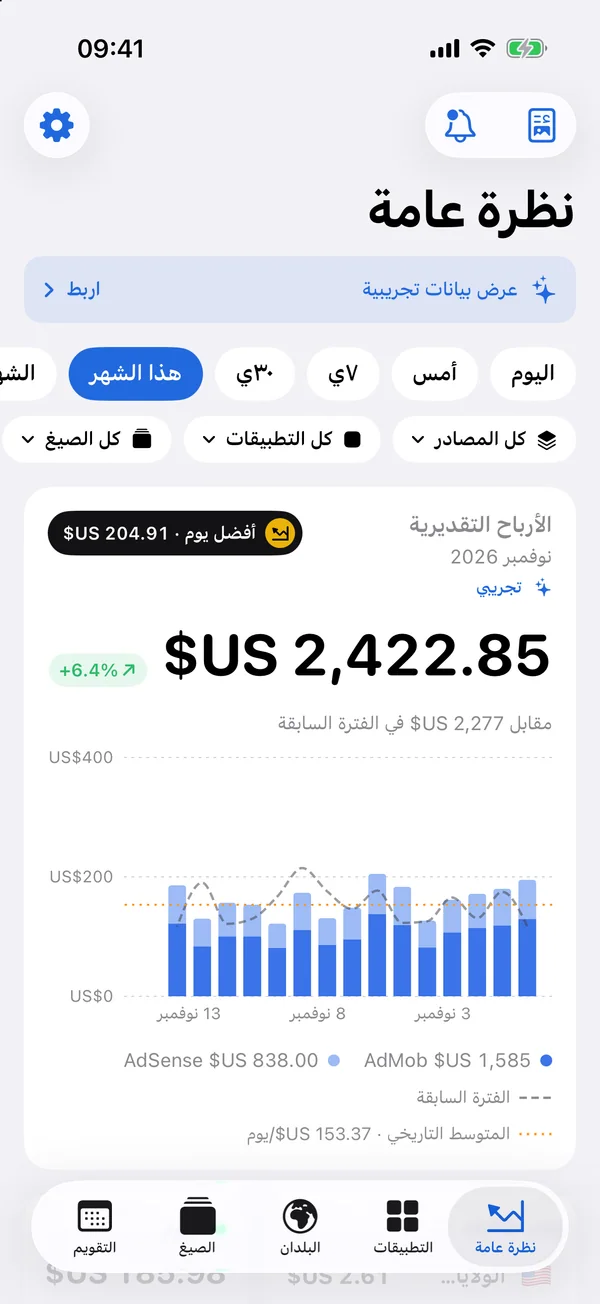 09:41
نظرة عامة
عرض بيانات تجريبية
اربط
اليوم
أمس
٧ي
٣٠ي
هذا الشهر
كل المصادر
كل التطبيقات
كل الصيغ
الأرباح التقديرية
أفضل يوم · 204.91 US$
نوفمبر 2026
تجريبي
2,422.85 US$
+6.4%
مقابل 2,277 US$ في الفترة السابقة
US$400
US$200
US$0
3 نوفمبر
8 نوفمبر
13 نوفمبر
AdMob $US 1,585
AdSense $US 838.00
الفترة السابقة
المتوسط التاريخي · 153.37 US$/يوم
نظرة عامة
التطبيقات
البلدان
الصيغ
التقويم